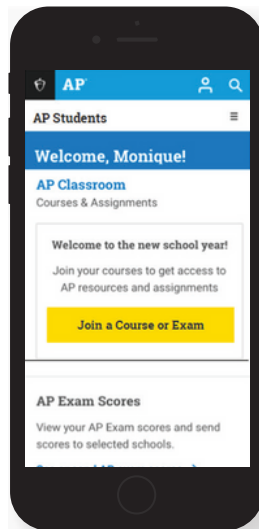 AP
AP Students
Welcome, Monique!
AP Classroom
Courses & Assignments
Welcome to the new school year!
Join your courses to get access to
AP resources and assignments
Join a Course or Exam
AP Exam Scores
View your AP Exam scores and send
scores to selected schools.